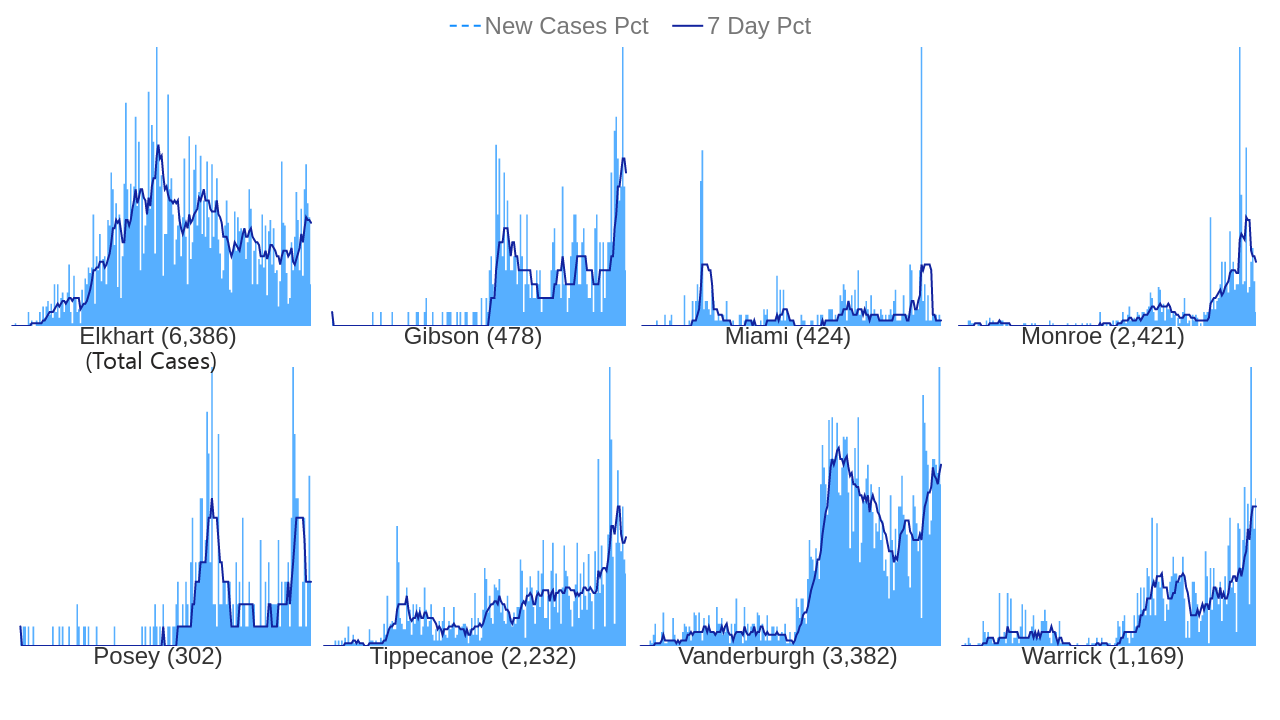 New Cases Pct 7 Day Pct
Elkhart (6,386) Gibson (478) Miami (424) Monroe (2,421)
(Total Cases)
Posey (302) Tippecanoe (2,232) Vanderburgh (3,382) Warrick (1,169)